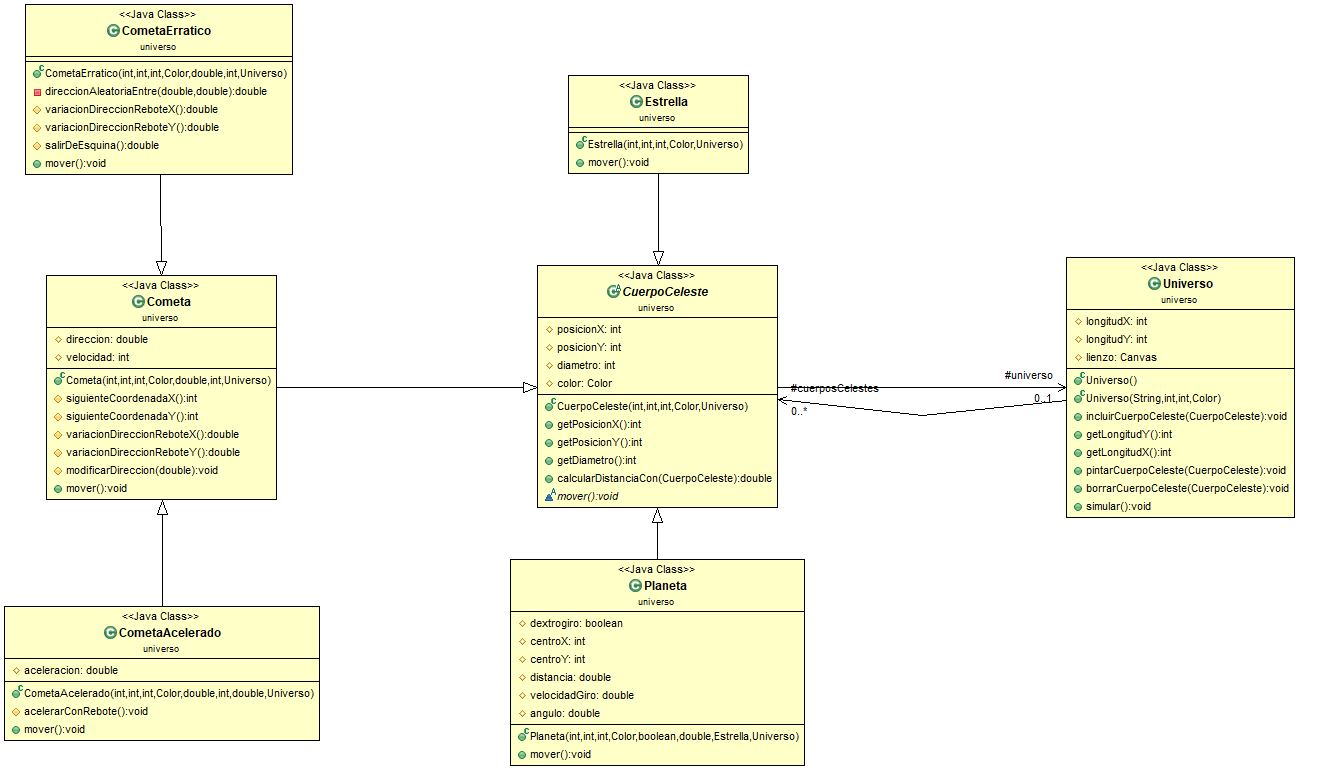 <<Java Class>>
CometaErratico
universo
CometaErratico(int,int,int,Color,double,int,Universo)
direccionAleatoriaEntre(double,double):double
variacionDireccionReboteX():double
variacionDireccionReboteY():double
salirDeEsquina():double
mover():void
<<Java Class>>
Estrella
universo
Estrella(int,int,int,Color,Universo)
mover():void
<<Java Class>>
Cometa
universo
direccion: double
velocidad: int
Cometa(int,int,int,Color,double,int,Universo)
siguienteCoordenadaX():int
siguienteCoordenadaY():int
variacionDireccionReboteX():double
variacionDireccionReboteY():double
modificarDireccion(double):void
mover():void
<<Java Class>>
CuerpoCeleste
universo
posicionX: int
posicionY: int
diametro: int
color: Color
CuerpoCeleste(int,int,int,Color,Universo)
getPosicionX():int
getPosicionY():int
getDiametro():int
calcularDistanciaCon(CuerpoCeleste):double
mover():void
#universo
0..1
#cuerposCelestes
0..*
<<Java Class>>
Universo
universo
longitudX: int
longitudY: int
lienzo: Canvas
Universo()
Universo(String,int,int,Color)
incluirCuerpoCeleste(CuerpoCeleste):void
getLongitudY():int
getLongitudX():int
pintarCuerpoCeleste(CuerpoCeleste):void
borrarCuerpoCeleste(CuerpoCeleste):void
simular():void
<<Java Class>>
CometaAcelerado
universo
aceleracion: double
CometaAcelerado(int,int,int,Color,double,int,double,Universo)
acelerarConRebote():void
mover():void
<<Java Class>>
Planeta
universo
dextrogiro: boolean
centroX: int
centroY: int
distancia: double
velocidadGiro: double
angulo: double
Planeta(int,int,int,Color,boolean,double,Estrella,Universo)
mover():void